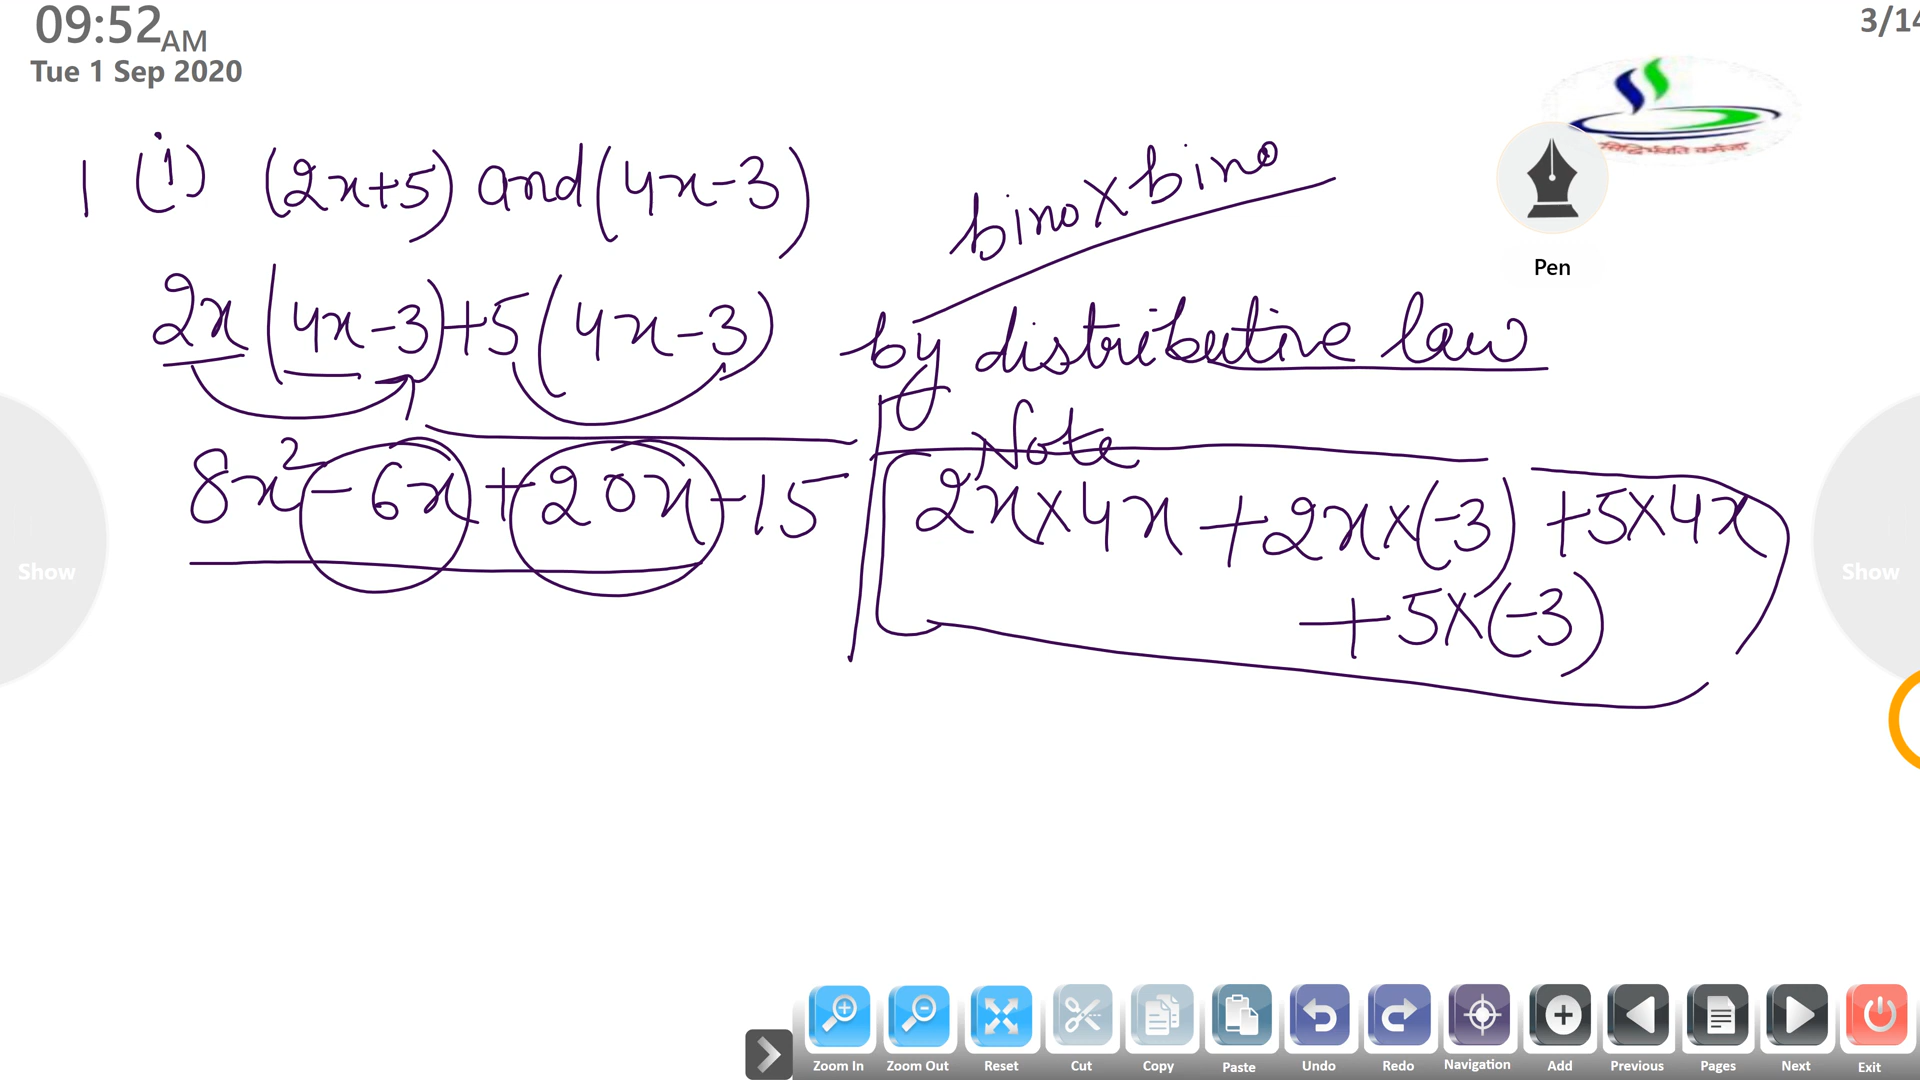 09:52 AM
3/14
Tue 1 Sep 2020
1 (i) (2x+5) and (4x-3)
bino×bino
Pen
2x(4x-3)+5(4x-3)
by distributive law
Note
8x²-6x+20x-15
2x×4x+2x×(-3)+5×4x
+5×(-3)
Show
Show
Zoom In Zoom Out Reset Cut Copy Paste Undo Redo Navigation Add Previous Pages Next Exit